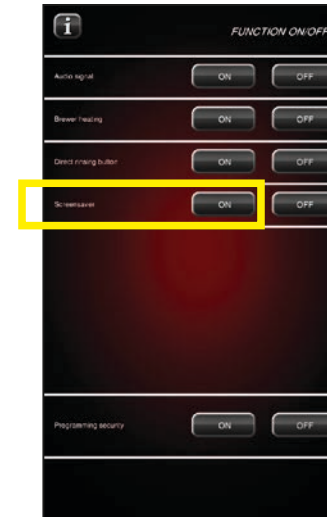 i
FUNCTION ON/OFF
Audio signal ON OFF
Brewer heating ON OFF
Direct rinsing button ON OFF
Screensaver ON OFF
Programming security ON OFF